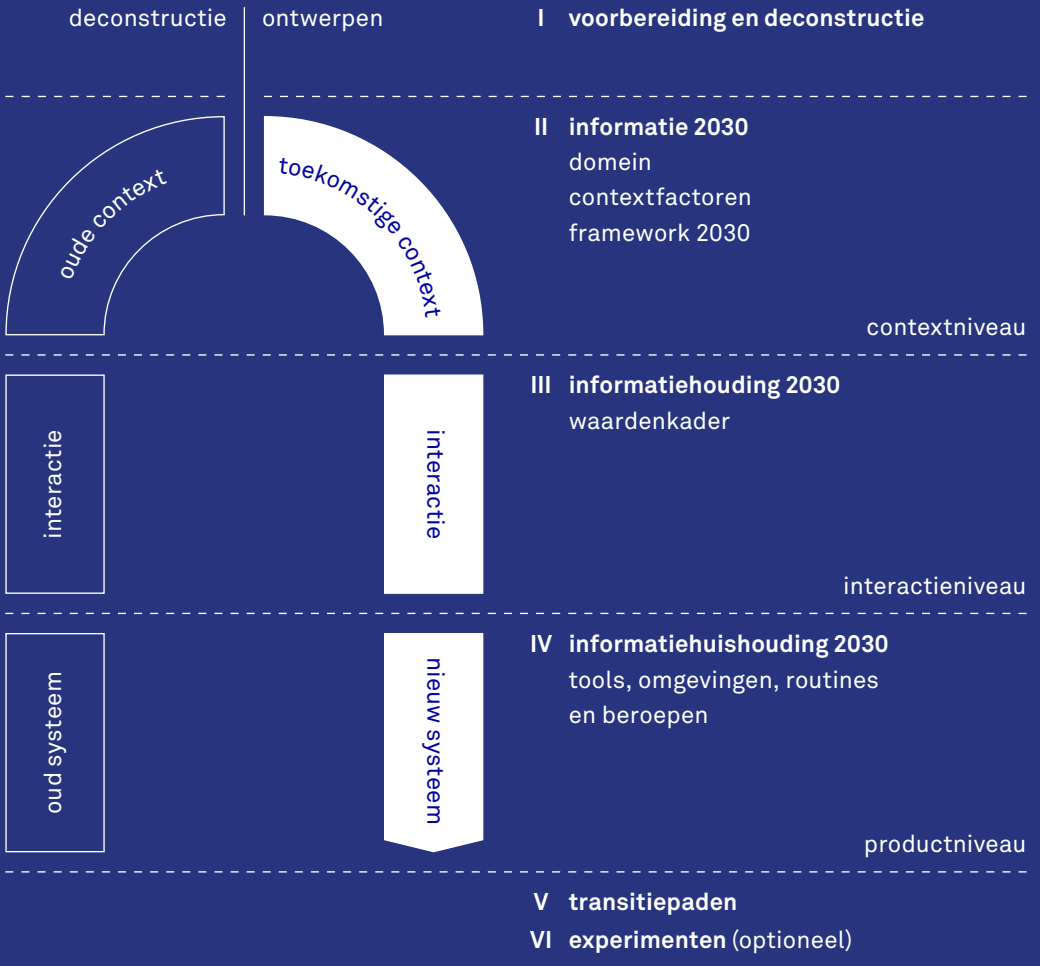 deconstructie
ontwerpen
I voorbereiding en deconstructie
oude context
toekomstige context
II informatie 2030
domein
contextfactoren
framework 2030
contextniveau
interactie
interactie
III informatiehouding 2030
waardenkader
interactieniveau
oud systeem
nieuw systeem
IV informatiehuishouding 2030
tools, omgevingen, routines
en beroepen
productniveau
V transitiepaden
VI experimenten (optioneel)